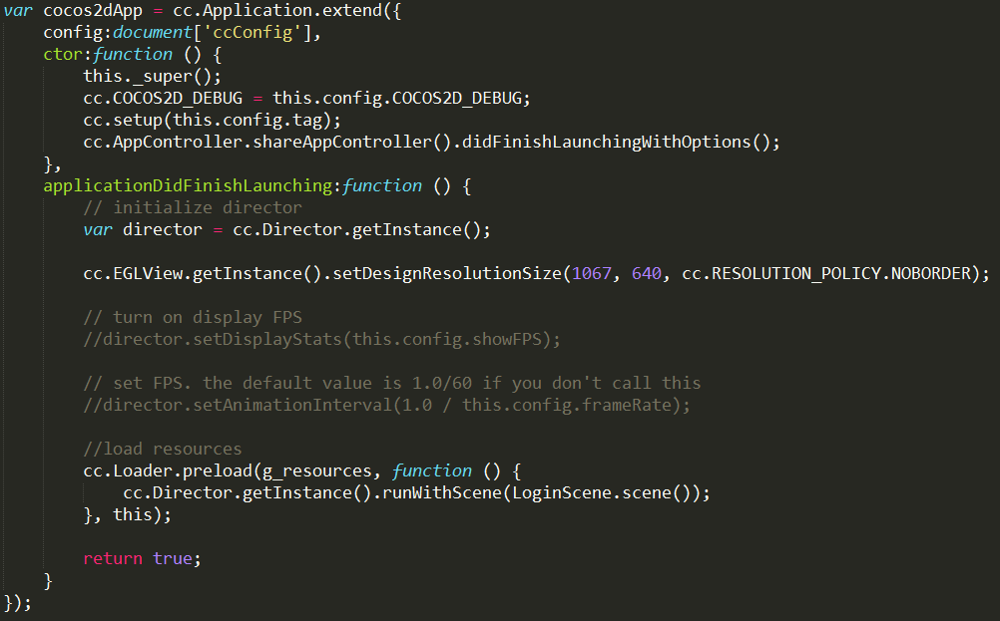 var cocos2dApp = cc.Application.extend({
    config:document['ccConfig'],
    ctor:function () {
        this._super();
        cc.COCOS2D_DEBUG = this.config.COCOS2D_DEBUG;
        cc.setup(this.config.tag);
        cc.AppController.shareAppController().didFinishLaunchingWithOptions();
    },
    applicationDidFinishLaunching:function () {
        // initialize director
        var director = cc.Director.getInstance();

        cc.EGLView.getInstance().setDesignResolutionSize(1067, 640, cc.RESOLUTION_POLICY.NOBORDER);

        // turn on display FPS
        //director.setDisplayStats(this.config.showFPS);

        // set FPS. the default value is 1.0/60 if you don't call this
        //director.setAnimationInterval(1.0 / this.config.frameRate);

        //load resources
        cc.Loader.preload(g_resources, function () {
            cc.Director.getInstance().runWithScene(LoginScene.scene());
        }, this);

        return true;
    }
});